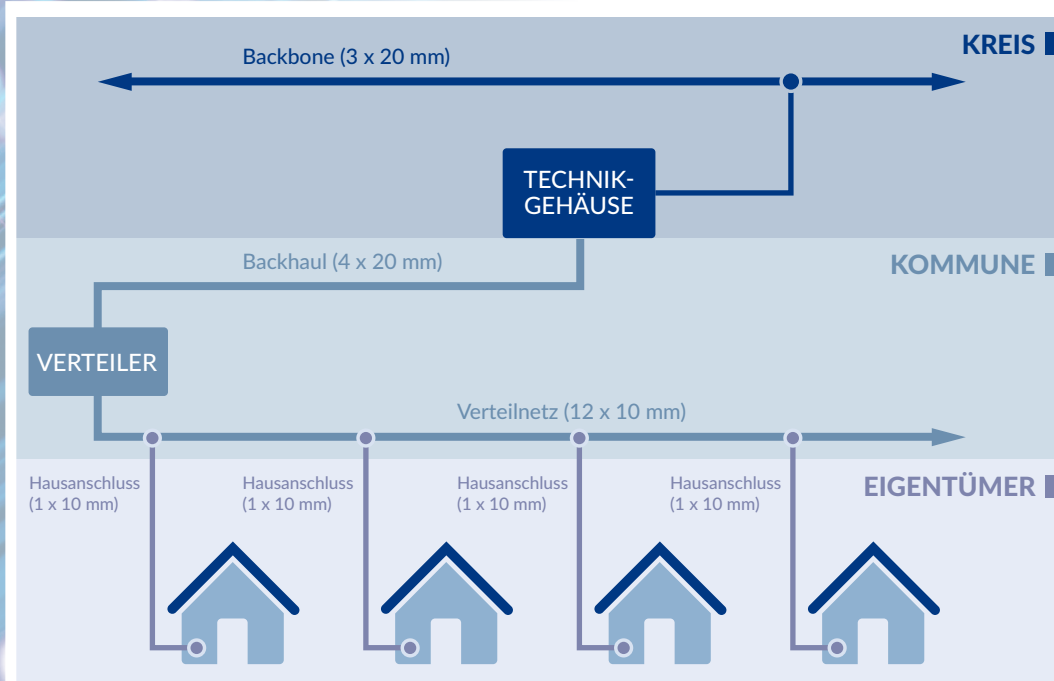 Backbone (3 x 20 mm)
KREIS
TECHNIK-
GEHÄUSE
Backhaul (4 x 20 mm)
KOMMUNE
VERTEILER
Verteilnetz (12 x 10 mm)
Hausanschluss
(1 x 10 mm)
Hausanschluss
(1 x 10 mm)
Hausanschluss
(1 x 10 mm)
Hausanschluss
(1 x 10 mm)
EIGENTÜMER